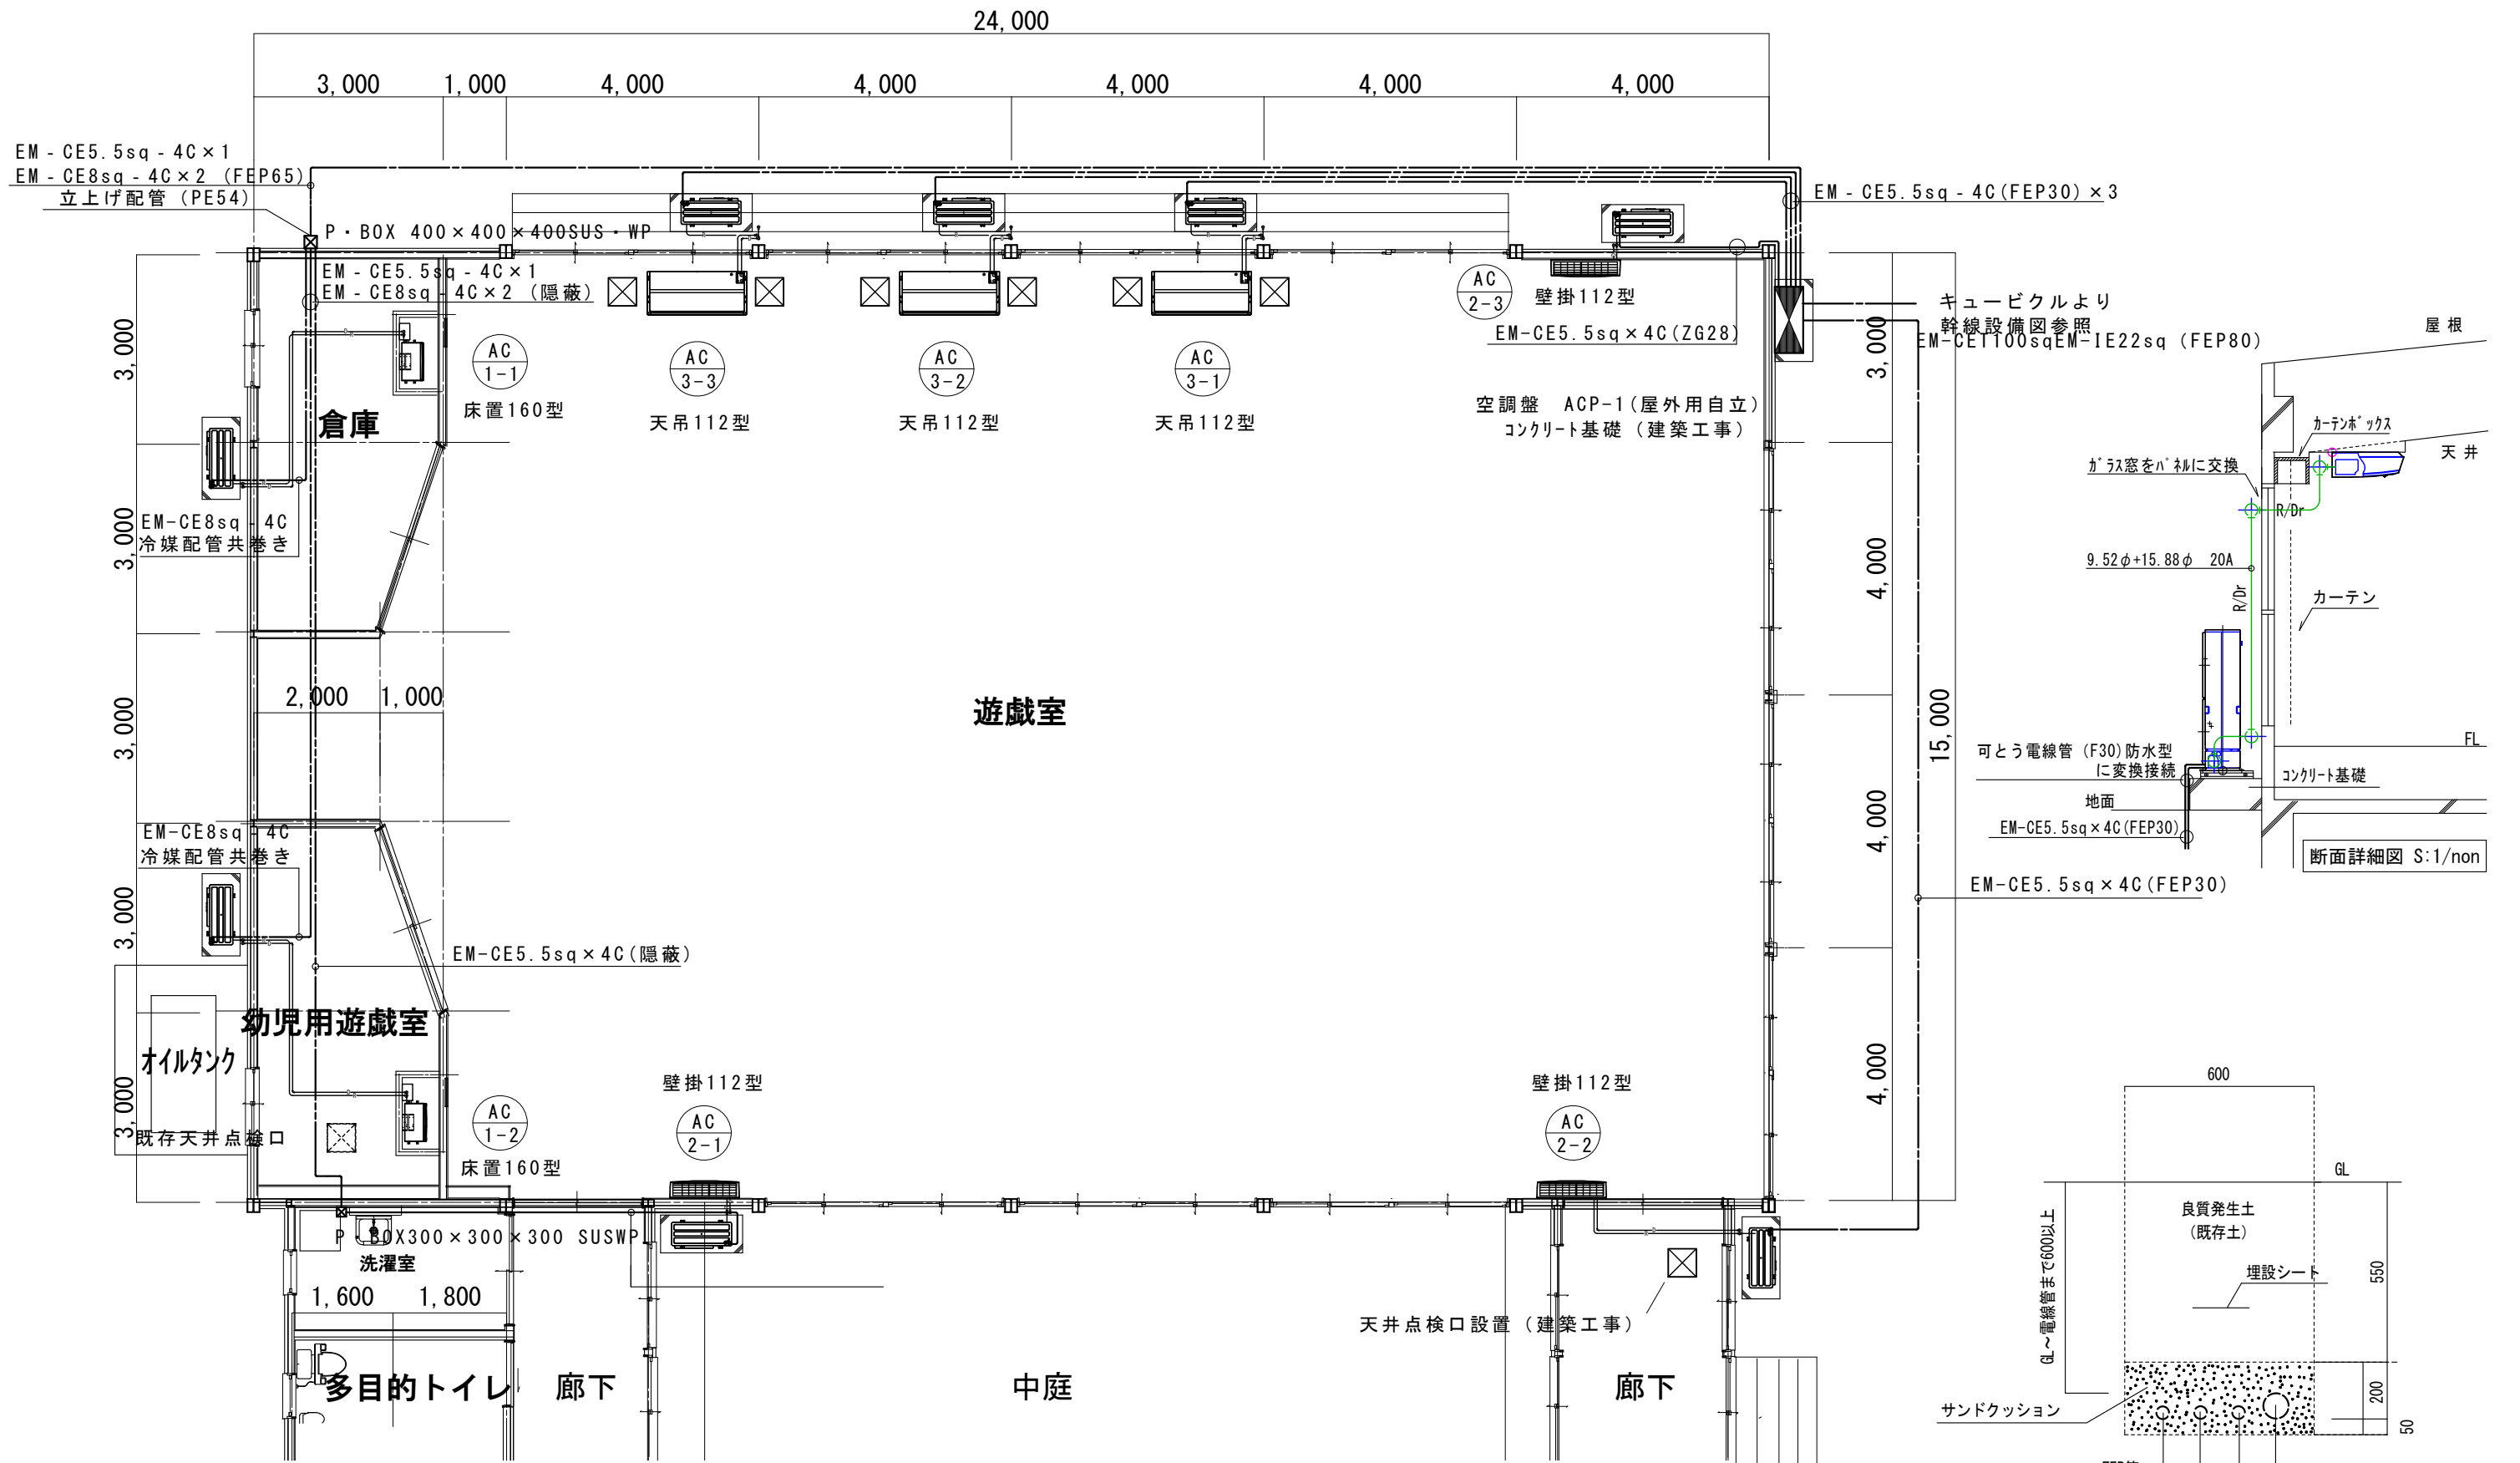 24,000
3,000
1,000
4,000
4,000
4,000
4,000
4,000
EM-CE5.5sq-4C×1
EM-CE8sq-4C×2 (FEP65)
立上げ配管 (PE54)
P・BOX 400×400×400SUS・WP
EM-CE5.5sq-4C×1
EM-CE8sq-4C×2 (隠蔽)
EM-CE5.5sq-4C(FEP30)×3
AC
2-3
壁掛112型
EM-CE5.5sq×4C(ZG28)
キュービクルより
幹線設備図参照
EM-CET100sqEM-IE22sq (FEP80)
AC
1-1
床置160型
AC
3-3
天吊112型
AC
3-2
天吊112型
AC
3-1
天吊112型
空調盤 ACP-1(屋外用自立)
コンクリート基礎 (建築工事)
倉庫
EM-CE8sq-4C
冷媒配管共巻き
3,000
3,000
3,000
3,000
3,000
2,000
1,000
遊戯室
3,000
4,000
4,000
4,000
15,000
EM-CE8sq-4C
冷媒配管共巻き
EM-CE5.5sq×4C(隠蔽)
EM-CE5.5sq×4C(FEP30)
幼児用遊戯室
オイルタンク
既存天井点検口
AC
1-2
床置160型
壁掛112型
AC
2-1
壁掛112型
AC
2-2
P BOX300×300×300 SUSWP
洗濯室
1,600
1,800
天井点検口設置 (建築工事)
多目的トイレ
廊下
中庭
廊下
屋根
カーテンボックス
天井
ガラス窓をパネルに交換
R/Dr
9.52φ+15.88φ 20A
R/Dr
カーテン
FL
可とう電線管 (F30)防水型
に変換接続
コンクリート基礎
地面
EM-CE5.5sq×4C(FEP30)
断面詳細図 S:1/non
600
GL
良質発生土
(既存土)
埋設シート
GL～電線管まで600以上
550
200
50
サンドクッション